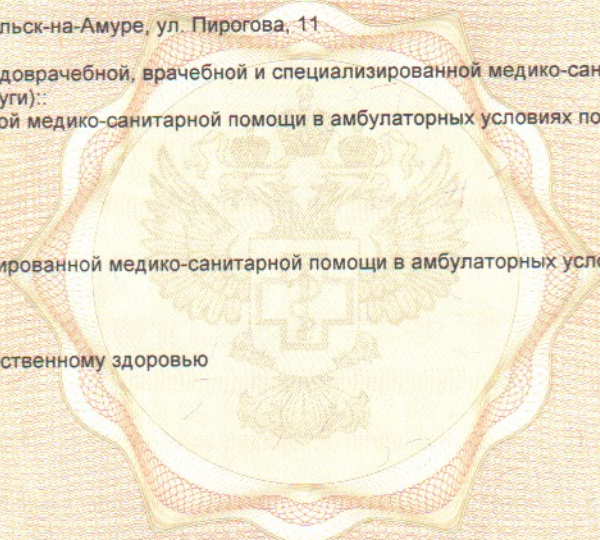 льск-на-Амуре, ул. Пирогова, 11
доврачебной, врачебной и специализированной медико-сан
уги)::
ой медико-санитарной помощи в амбулаторных условиях по
ированной медико-санитарной помощи в амбулаторных усло
ственному здоровью